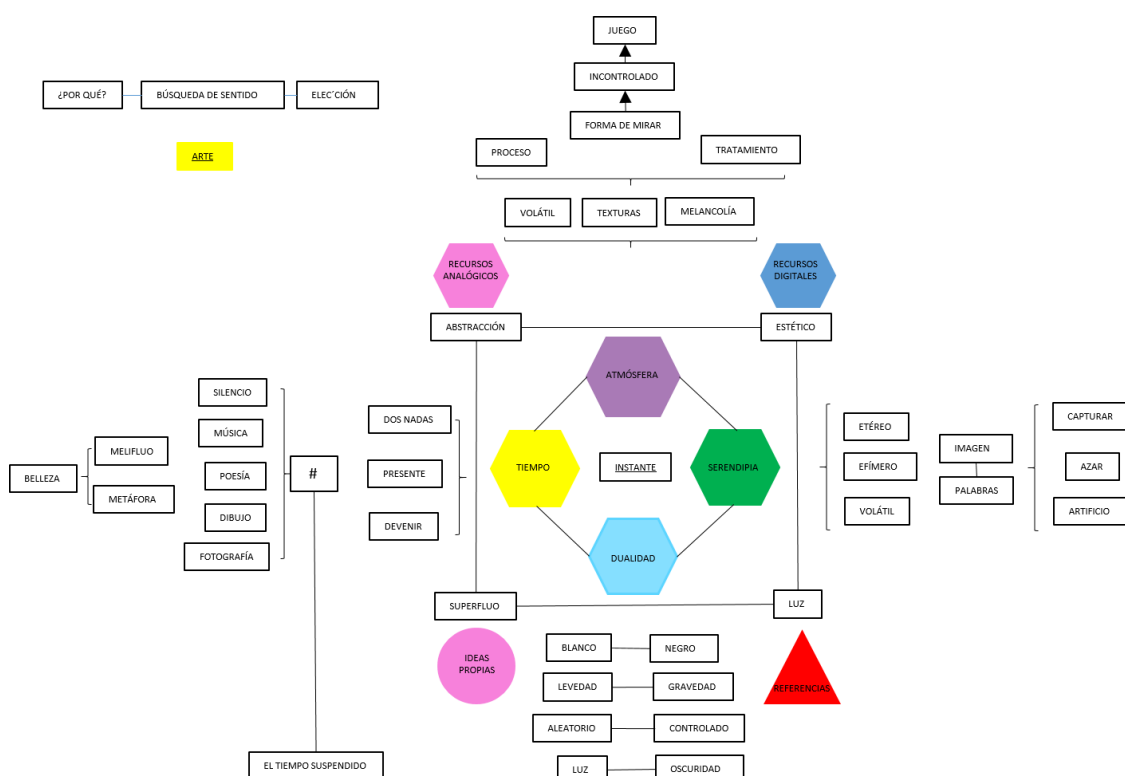 JUEGO
INCONTROLADO
¿POR QUÉ?
BÚSQUEDA DE SENTIDO
ELEC´CIÓN
FORMA DE MIRAR
ARTE
PROCESO
TRATAMIENTO
VOLÁTIL
TEXTURAS
MELANCOLÍA
RECURSOS
ANALÓGICOS
RECURSOS
DIGITALES
ABSTRACCIÓN
ESTÉTICO
ATMÓSFERA
SILENCIO
MÚSICA
POESÍA
DIBUJO
FOTOGRAFÍA
BELLEZA
MELIFLUO
METÁFORA
#
DOS NADAS
PRESENTE
DEVENIR
TIEMPO
INSTANTE
SERENDIPIA
DUALIDAD
ETÉREO
EFÍMERO
VOLÁTIL
IMAGEN
PALABRAS
CAPTURAR
AZAR
ARTIFICIO
SUPERFLUO
LUZ
IDEAS
PROPIAS
BLANCO
NEGRO
LEVEDAD
GRAVEDAD
REFERENCIAS
ALEATORIO
CONTROLADO
EL TIEMPO SUSPENDIDO
LUZ
OSCURIDAD